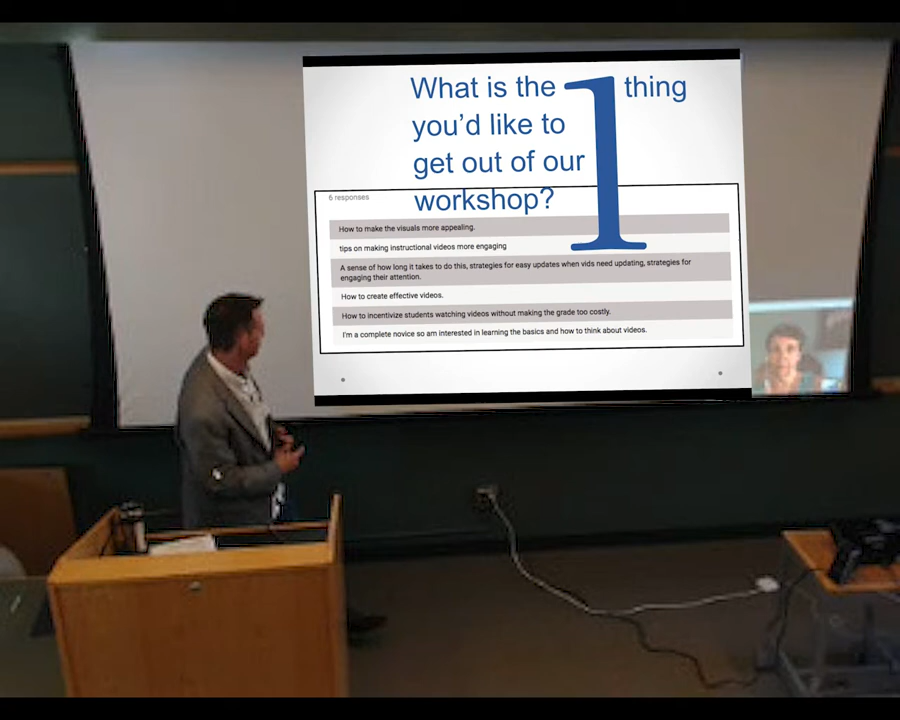 What is the 1 thing
you'd like to
get out of our
workshop?
6 responses
How to make the visuals more appealing.
tips on making instructional videos more engaging
A sense of how long it takes to do this, strategies for easy updates when vids need updating, strategies for
engaging their attention.
How to create effective videos.
How to incentivize students watching videos without making the grade too costly.
I'm a complete novice so am interested in learning the basics and how to think about videos.